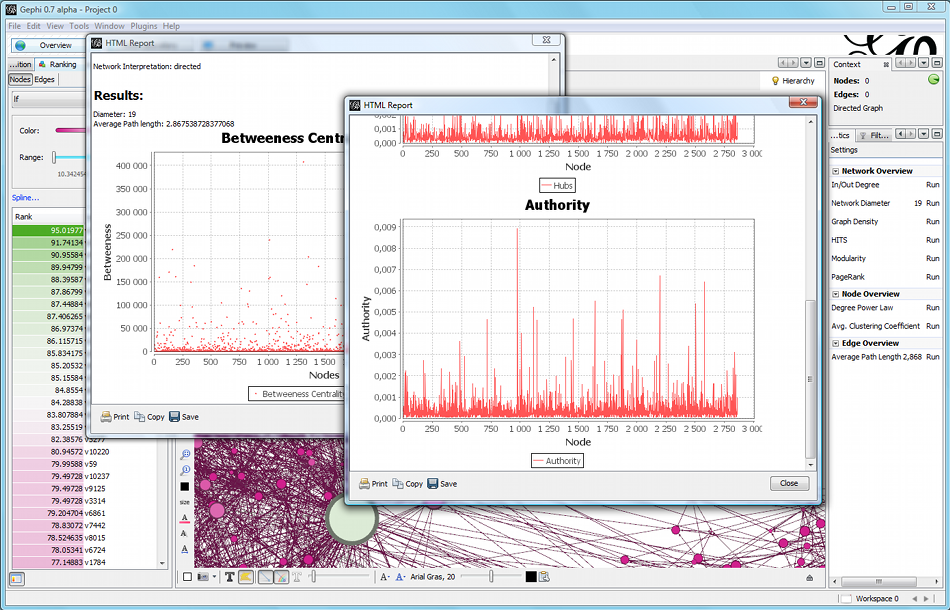 Gephi 0.7 alpha - Project 0
File Edit View Tools Window Plugins Help
Overview
...ition Ranking
Nodes Edges
Color:
Range:
Spline...
Rank
95.01977
91.74134
90.95584
89.94799
88.39587
87.86799
87.44884
87.406265
86.97374
86.115715
85.834175
85.20532
85.15584
84.8554
84.28838
83.807884
83.25519
82.38576 v3277
80.94572 v10220
79.99588 v59
79.49728 v10237
79.49728 v9125
79.49728 v3314
79.204704 v6861
78.83072 v7442
78.524635 v8015
78.05341 v6724
77.14883 v1784
HTML Report
Network Interpretation: directed
Results:
Diameter: 19
Average Path length: 2.867538728377068
Betweeness Centr
Betweeness
400 000
350 000
300 000
250 000
200 000
150 000
100 000
50 000
0
0 250 500 750 1 000 1 250 1 500
Nodes
Betweeness Centrality
Print Copy Save
HTML Report
0,001
0,000
0 250 500 750 1 000 1 250 1 500 1 750 2 000 2 250 2 500 2 750 3 000
Node
Hubs
Authority
Authority
0,009
0,008
0,007
0,006
0,005
0,004
0,003
0,002
0,001
0,000
0 250 500 750 1 000 1 250 1 500 1 750 2 000 2 250 2 500 2 750 3 000
Node
Authority
Print Copy Save
Close
Hierarchy
Context
Nodes: 0
Edges: 0
Directed Graph
...tics Filt...
Settings
Network Overview
In/Out Degree Run
Network Diameter 19 Run
Graph Density Run
HITS Run
Modularity Run
PageRank Run
Node Overview
Degree Power Law Run
Avg. Clustering Coefficient Run
Edge Overview
Average Path Length 2,868 Run
size
A
A
A
T T A- A- Arial Gras, 20
Workspace 0